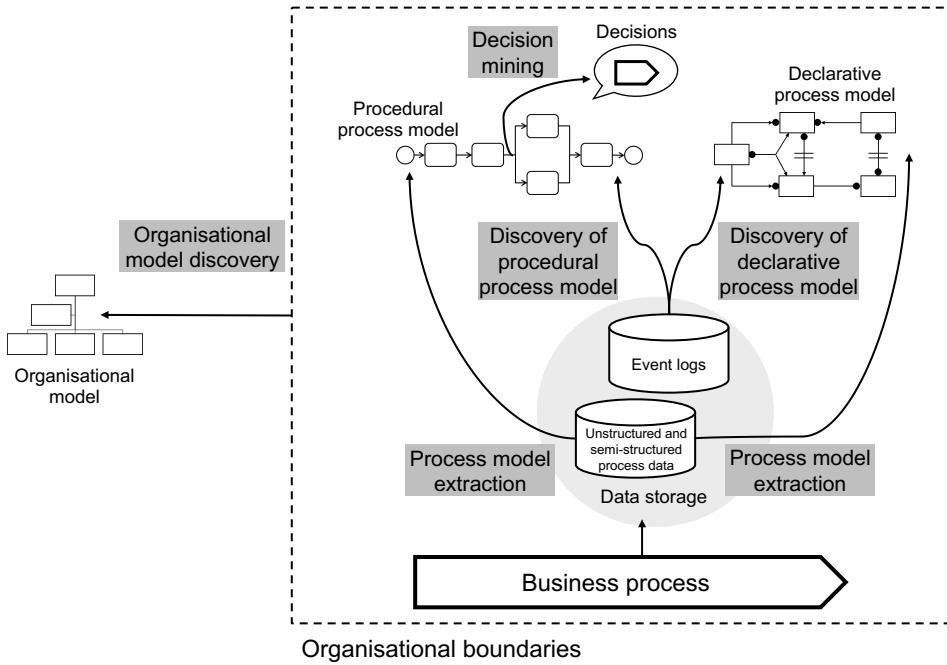 Decision
mining
Decisions
Procedural
process model
Declarative
process model
Organisational
model discovery
Discovery of
procedural
process model
Discovery of
declarative
process model
Organisational
model
Event logs
Unstructured and
semi-structured
process data
Process model
extraction
Process model
extraction
Data storage
Business process
Organisational boundaries